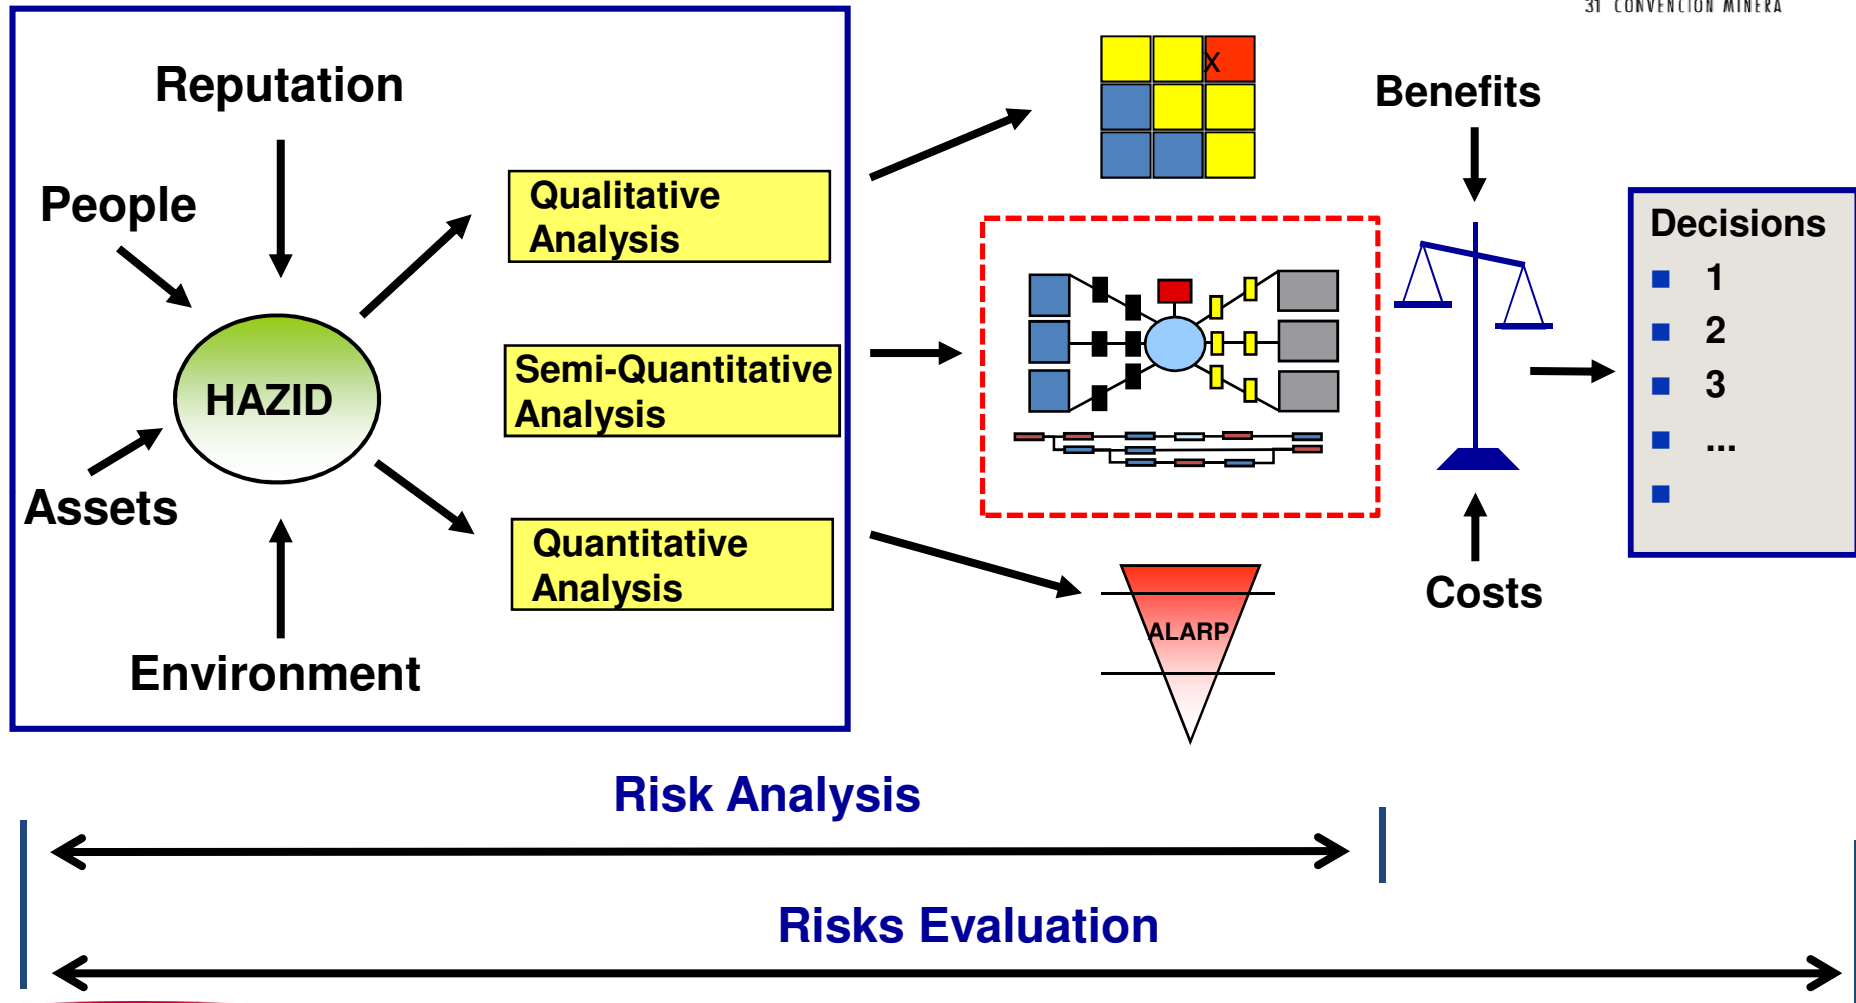 31 CONVENCIÓN MINERA
Reputation
People
HAZID
Assets
Environment
Qualitative
Analysis
Semi-Quantitative
Analysis
Quantitative
Analysis
X
ALARP
Benefits
Costs
Decisions
1
2
3
...
Risk Analysis
Risks Evaluation